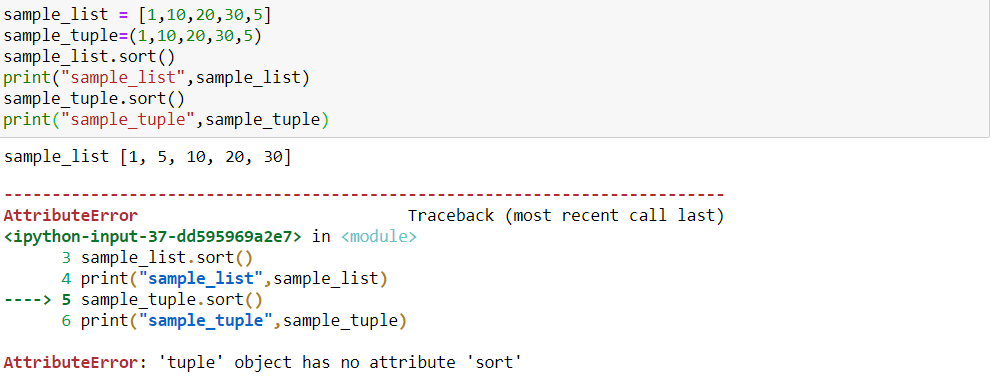 sample_list = [1,10,20,30,5]
sample_tuple=(1,10,20,30,5)
sample_list.sort()
print("sample_list",sample_list)
sample_tuple.sort()
print("sample_tuple",sample_tuple)
sample_list [1, 5, 10, 20, 30]
---------------------------------------------------------------------------
AttributeError                            Traceback (most recent call last)
<ipython-input-37-dd595969a2e7> in <module>
      3 sample_list.sort()
      4 print("sample_list",sample_list)
----> 5 sample_tuple.sort()
      6 print("sample_tuple",sample_tuple)
AttributeError: 'tuple' object has no attribute 'sort'